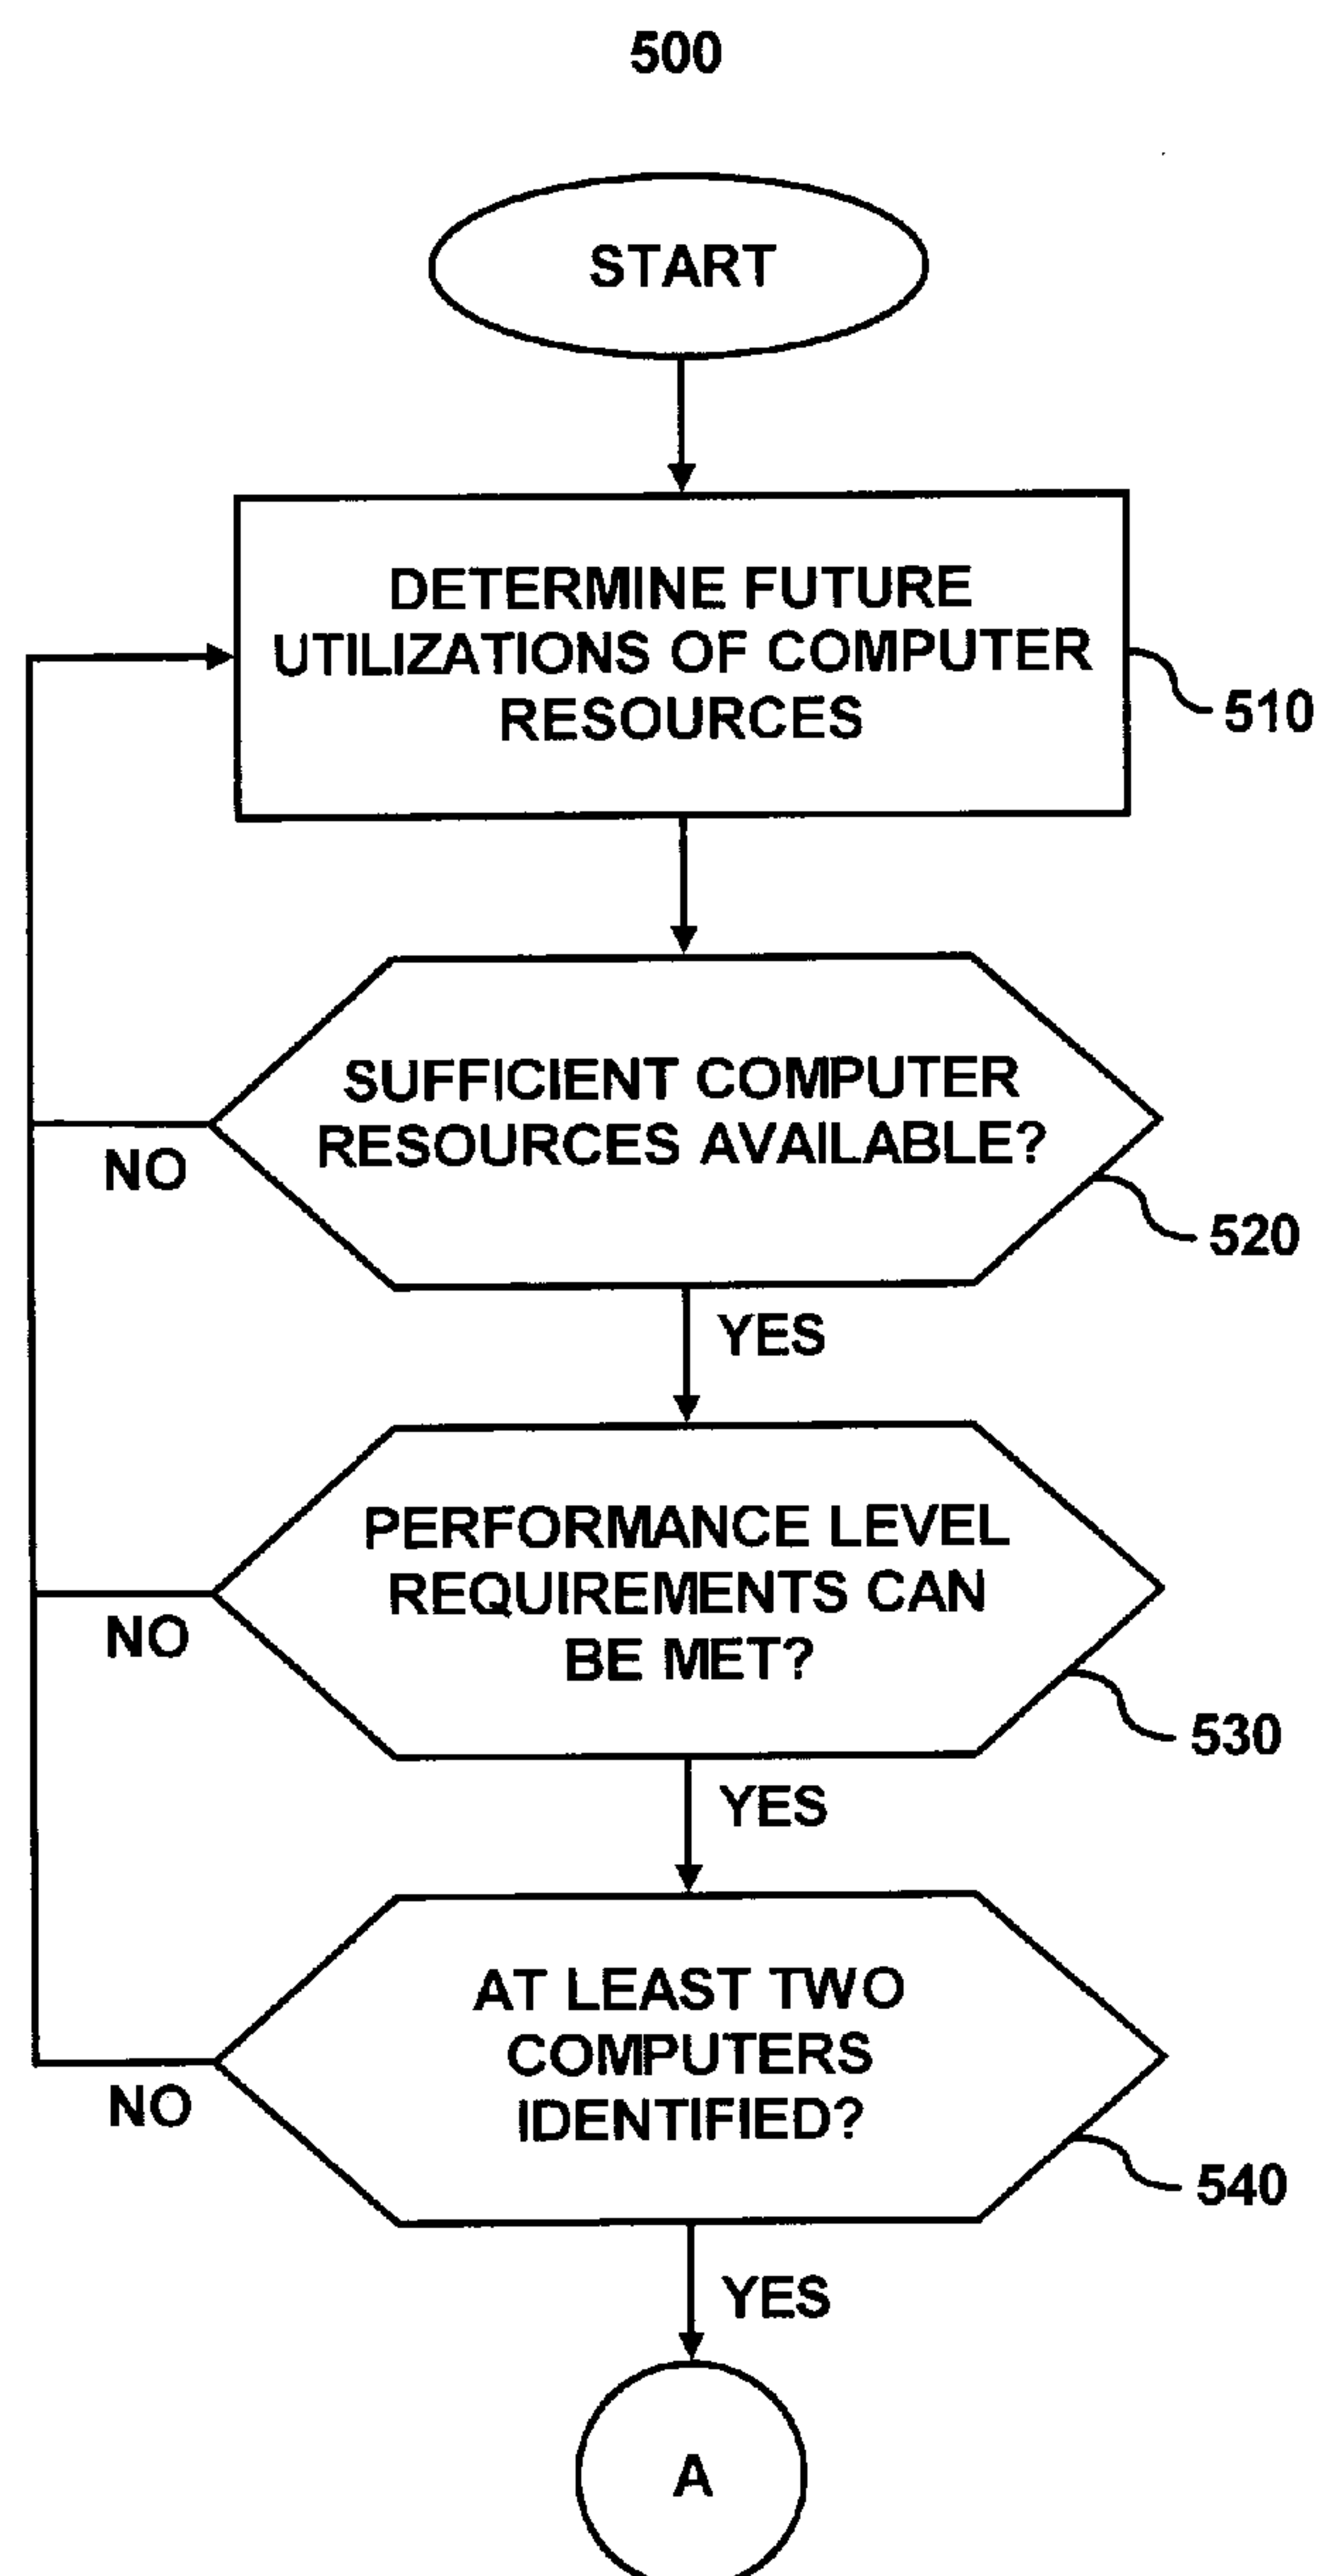 500
START
DETERMINE FUTURE
UTILIZATIONS OF COMPUTER
RESOURCES
510
SUFFICIENT COMPUTER
RESOURCES AVAILABLE?
NO
520
YES
PERFORMANCE LEVEL
REQUIREMENTS CAN
BE MET?
NO
530
YES
AT LEAST TWO
COMPUTERS
IDENTIFIED?
NO
540
YES
A